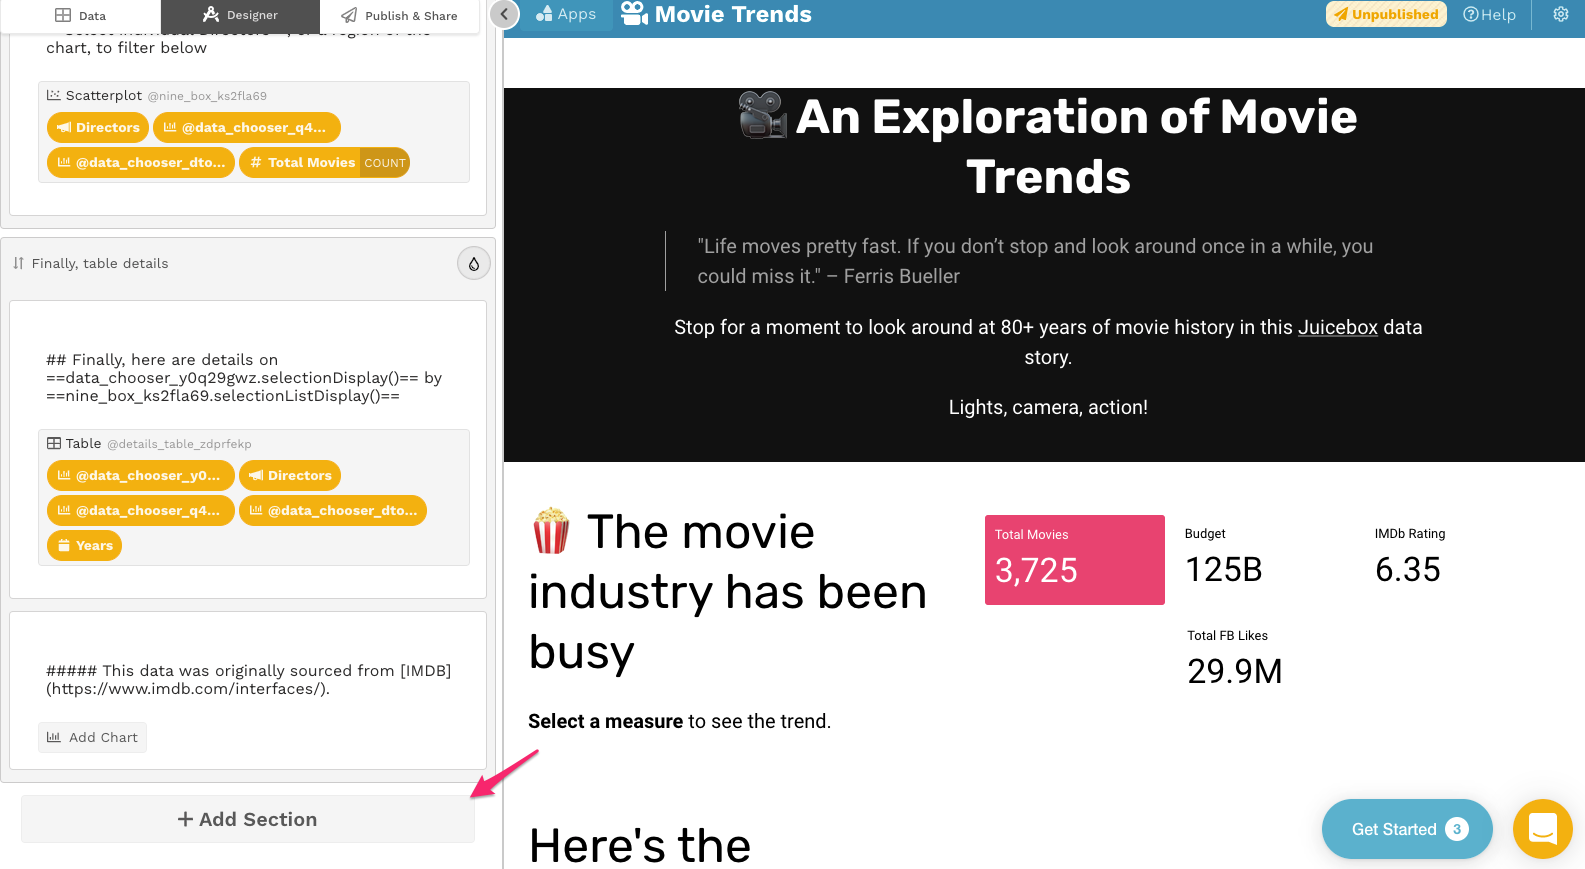 Data
Designer
Publish & Share
Apps
Movie Trends
Unpublished
Help
chart, to filter below
Scatterplot @nine_box_ks2fla69
Directors
@data_chooser_q4...
@data_chooser_dto...
# Total Movies COUNT
Finally, table details
## Finally, here are details on
==data_chooser_y0q29gwz.selectionDisplay()== by
==nine_box_ks2fla69.selectionListDisplay()==
Table @details_table_zdprfekp
@data_chooser_y0...
Directors
@data_chooser_q4...
@data_chooser_dto...
Years
##### This data was originally sourced from [IMDB]
(https://www.imdb.com/interfaces/).
Add Chart
+ Add Section
An Exploration of Movie
Trends
"Life moves pretty fast. If you don’t stop and look around once in a while, you
could miss it." – Ferris Bueller
Stop for a moment to look around at 80+ years of movie history in this Juicebox data
story.
Lights, camera, action!
The movie
industry has been
busy
Select a measure to see the trend.
Total Movies
3,725
Budget
125B
IMDb Rating
6.35
Total FB Likes
29.9M
Here's the
Get Started 3